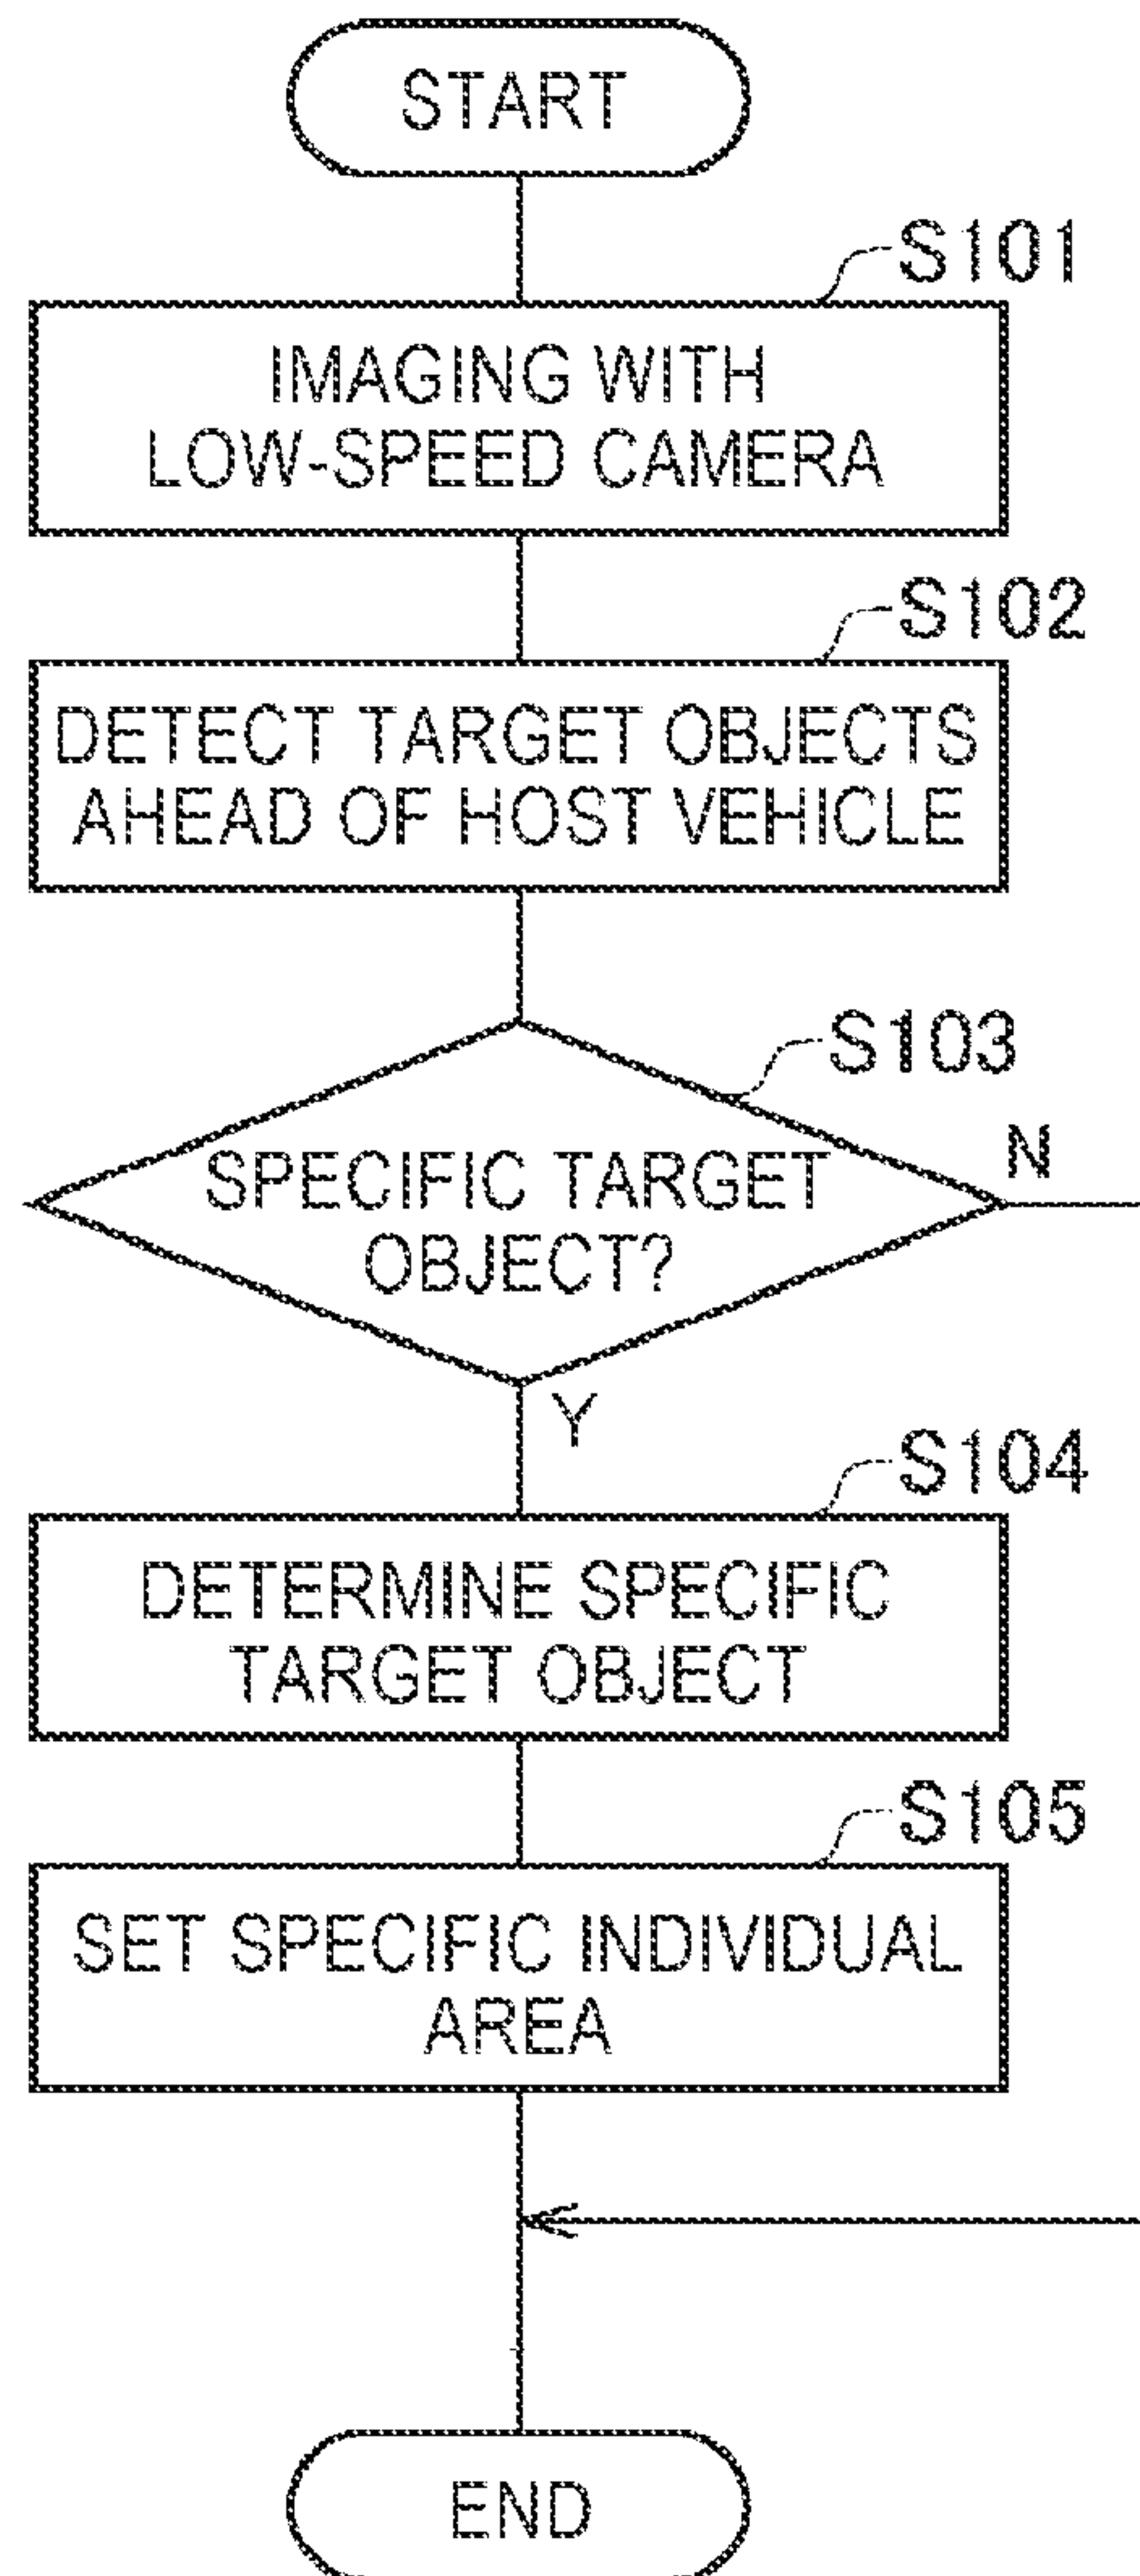 START
S101
IMAGING WITH
LOW-SPEED CAMERA
S102
DETECT TARGET OBJECTS
AHEAD OF HOST VEHICLE
S103
SPECIFIC TARGET
OBJECT?
N
Y
S104
DETERMINE SPECIFIC
TARGET OBJECT
S105
SET SPECIFIC INDIVIDUAL
AREA
END